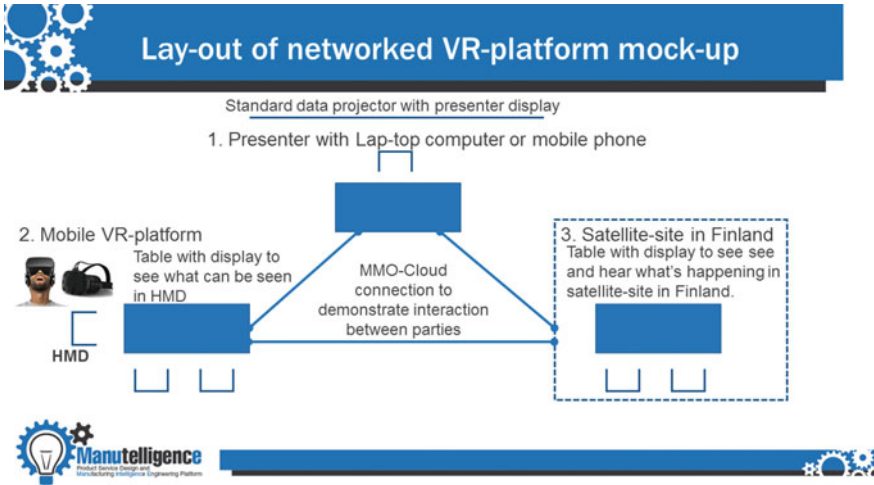 Lay-out of networked VR-platform mock-up
Standard data projector with presenter display
1. Presenter with Lap-top computer or mobile phone
2. Mobile VR-platform
Table with display to
see what can be seen
in HMD
HMD
MMO-Cloud
connection to
demonstrate interaction
between parties
3. Satellite-site in Finland
Table with display to see see
and hear what's happening in
satellite-site in Finland.
Manutelligence
Product Service Design and
Manufacturing Intelligence Engineering Platform